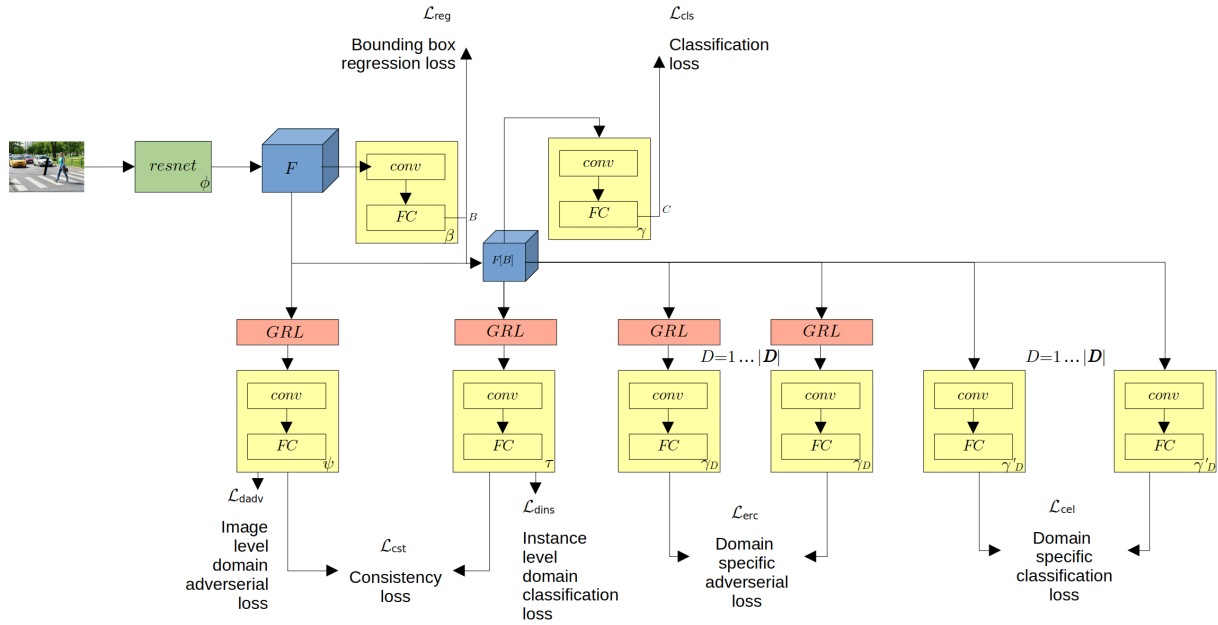 ℒreg
Bounding box
regression loss
ℒcls
Classification
loss
resnet
ϕ
F
conv
FC
β
B
conv
FC
γ
C
F[B]
GRL
GRL
GRL
GRL
D=1...|D|
D=1...|D|
conv
FC
ψ
conv
FC
τ
conv
FC
γD
conv
FC
γD
conv
FC
γ'D
conv
FC
γ'D
ℒdadv
Image
level
domain
adverserial
loss
ℒcst
Consistency
loss
ℒdins
Instance
level
domain
classification
loss
ℒerc
Domain
specific
adverserial
loss
ℒcel
Domain
specific
classification
loss